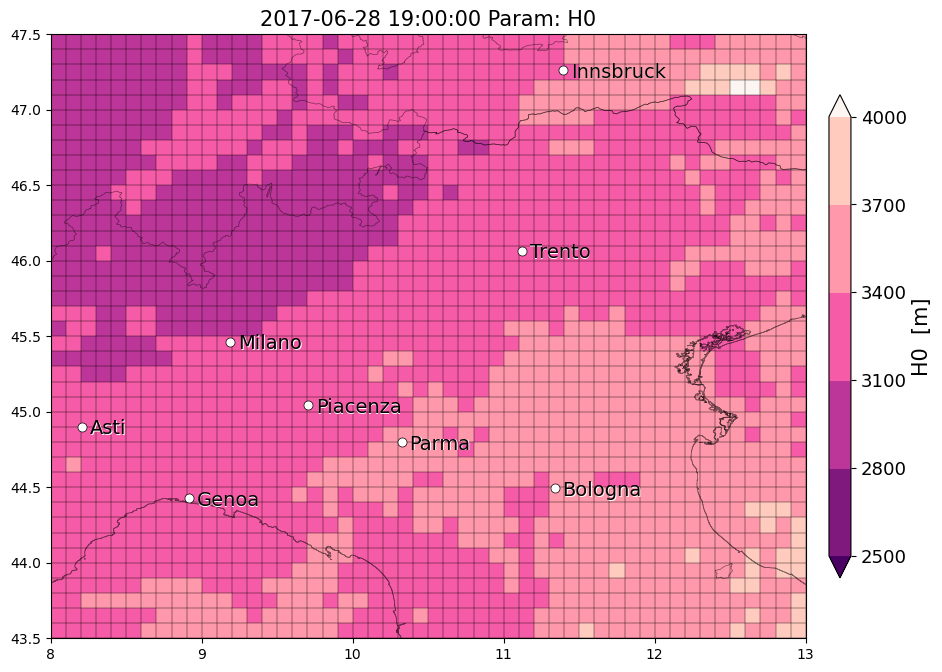 2017-06-28 19:00:00 Param: H0
47.5
47.0
46.5
46.0
45.5
45.0
44.5
44.0
43.5
8
9
10
11
12
13
Innsbruck
Trento
Milano
Piacenza
Asti
Parma
Genoa
Bologna
4000
3700
3400
3100
2800
2500
H0 [m]